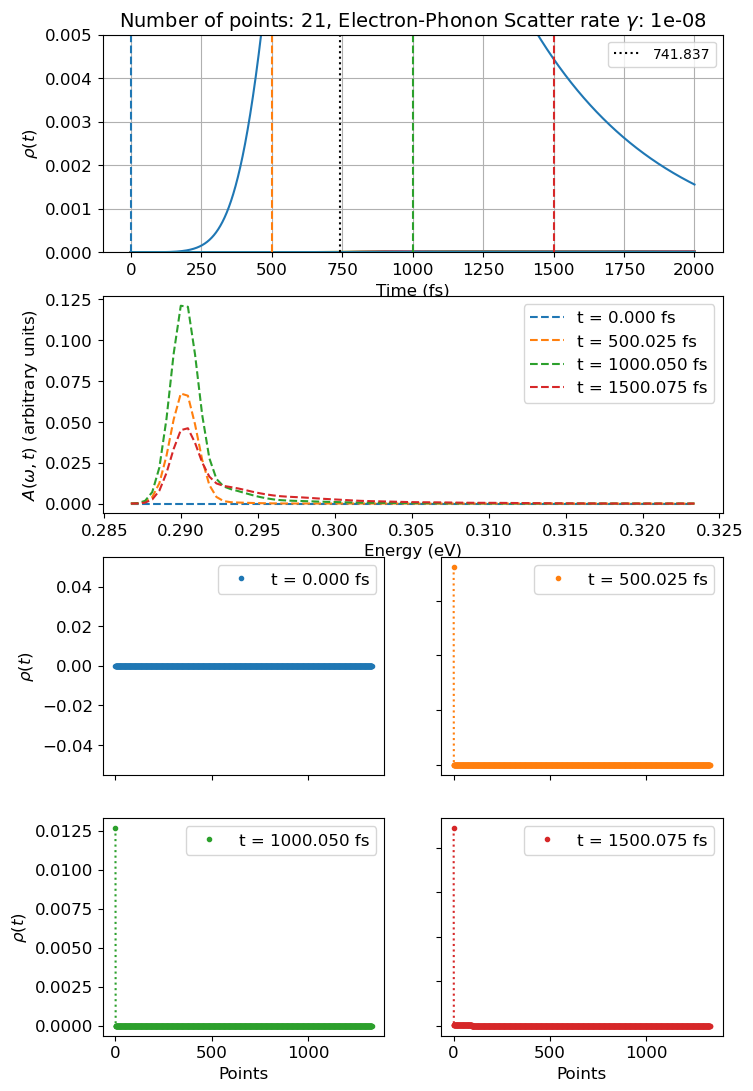 Number of points: 21, Electron-Phonon Scatter rate γ: 1e-08
0.005
0.004
0.003
0.002
0.001
0.000
ρ(t)
741.837
0 250 500 750 1000 1250 1500 1750 2000
Time (fs)
0.125
0.100
0.075
0.050
0.025
0.000
A(ω, t) (arbitrary units)
t = 0.000 fs
t = 500.025 fs
t = 1000.050 fs
t = 1500.075 fs
0.285 0.290 0.295 0.300 0.305 0.310 0.315 0.320 0.325
Energy (eV)
0.04
0.02
0.00
−0.02
−0.04
ρ(t)
t = 0.000 fs
t = 500.025 fs
0.0125
0.0100
0.0075
0.0050
0.0025
0.0000
ρ(t)
t = 1000.050 fs
0 500 1000
Points
t = 1500.075 fs
0 500 1000
Points